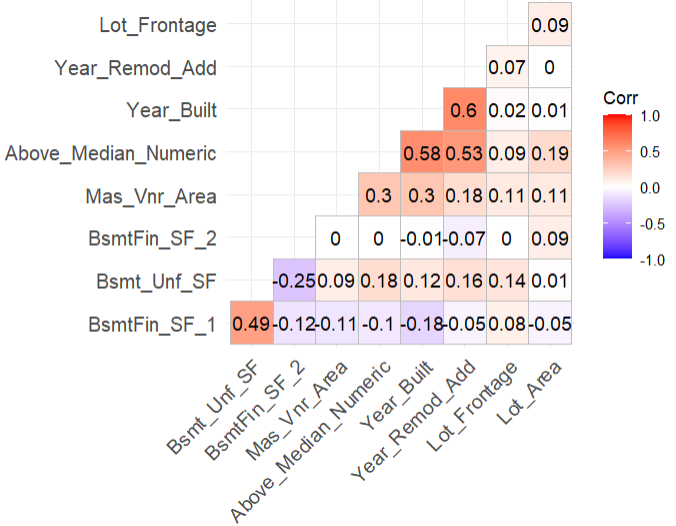 Lot_Frontage 0.09
Year_Remod_Add 0.07 0
Year_Built 0.6 0.02 0.01
Above_Median_Numeric 0.58 0.53 0.09 0.19
Mas_Vnr_Area 0.3 0.3 0.18 0.11 0.11
BsmtFin_SF_2 0 0 -0.01 -0.07 0 0.09
Bsmt_Unf_SF -0.25 0.09 0.18 0.12 0.16 0.14 0.01
BsmtFin_SF_1 0.49 -0.12 -0.11 -0.1 -0.18 -0.05 0.08 -0.05
Bsmt_Unf_SF
BsmtFin_SF_2
Mas_Vnr_Area
Above_Median_Numeric
Year_Built
Year_Remod_Add
Lot_Frontage
Lot_Area
Corr
1.0
0.5
0.0
-0.5
-1.0